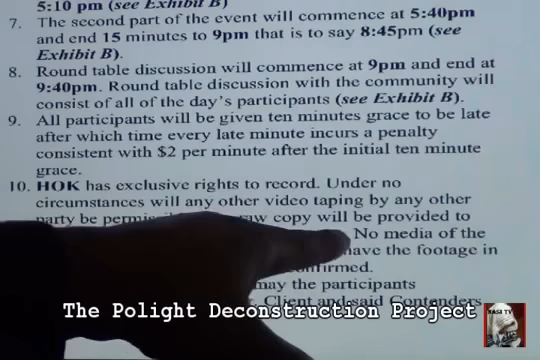 5:10 pm (see Exhibit B)
7. The second part of the event will commence at 5:40pm
and end 15 minutes to 9pm that is to say 8:45pm (see
Exhibit B).
8. Round table discussion will commence at 9pm and end at
9:40pm. Round table discussion with the community will
consist of all of the day's participants (see Exhibit B).
9. All participants will be given ten minutes grace to be late
after which time every late minute incurs a penalty
consistent with $2 per minute after the initial ten minute
grace.
10. HOK has exclusive rights to record. Under no
circumstances will any other video taping by any other
party be copy will be provided to
No media of the
have the footage in
may the participants
Client and said Contenders
The Polight Deconstruction Project